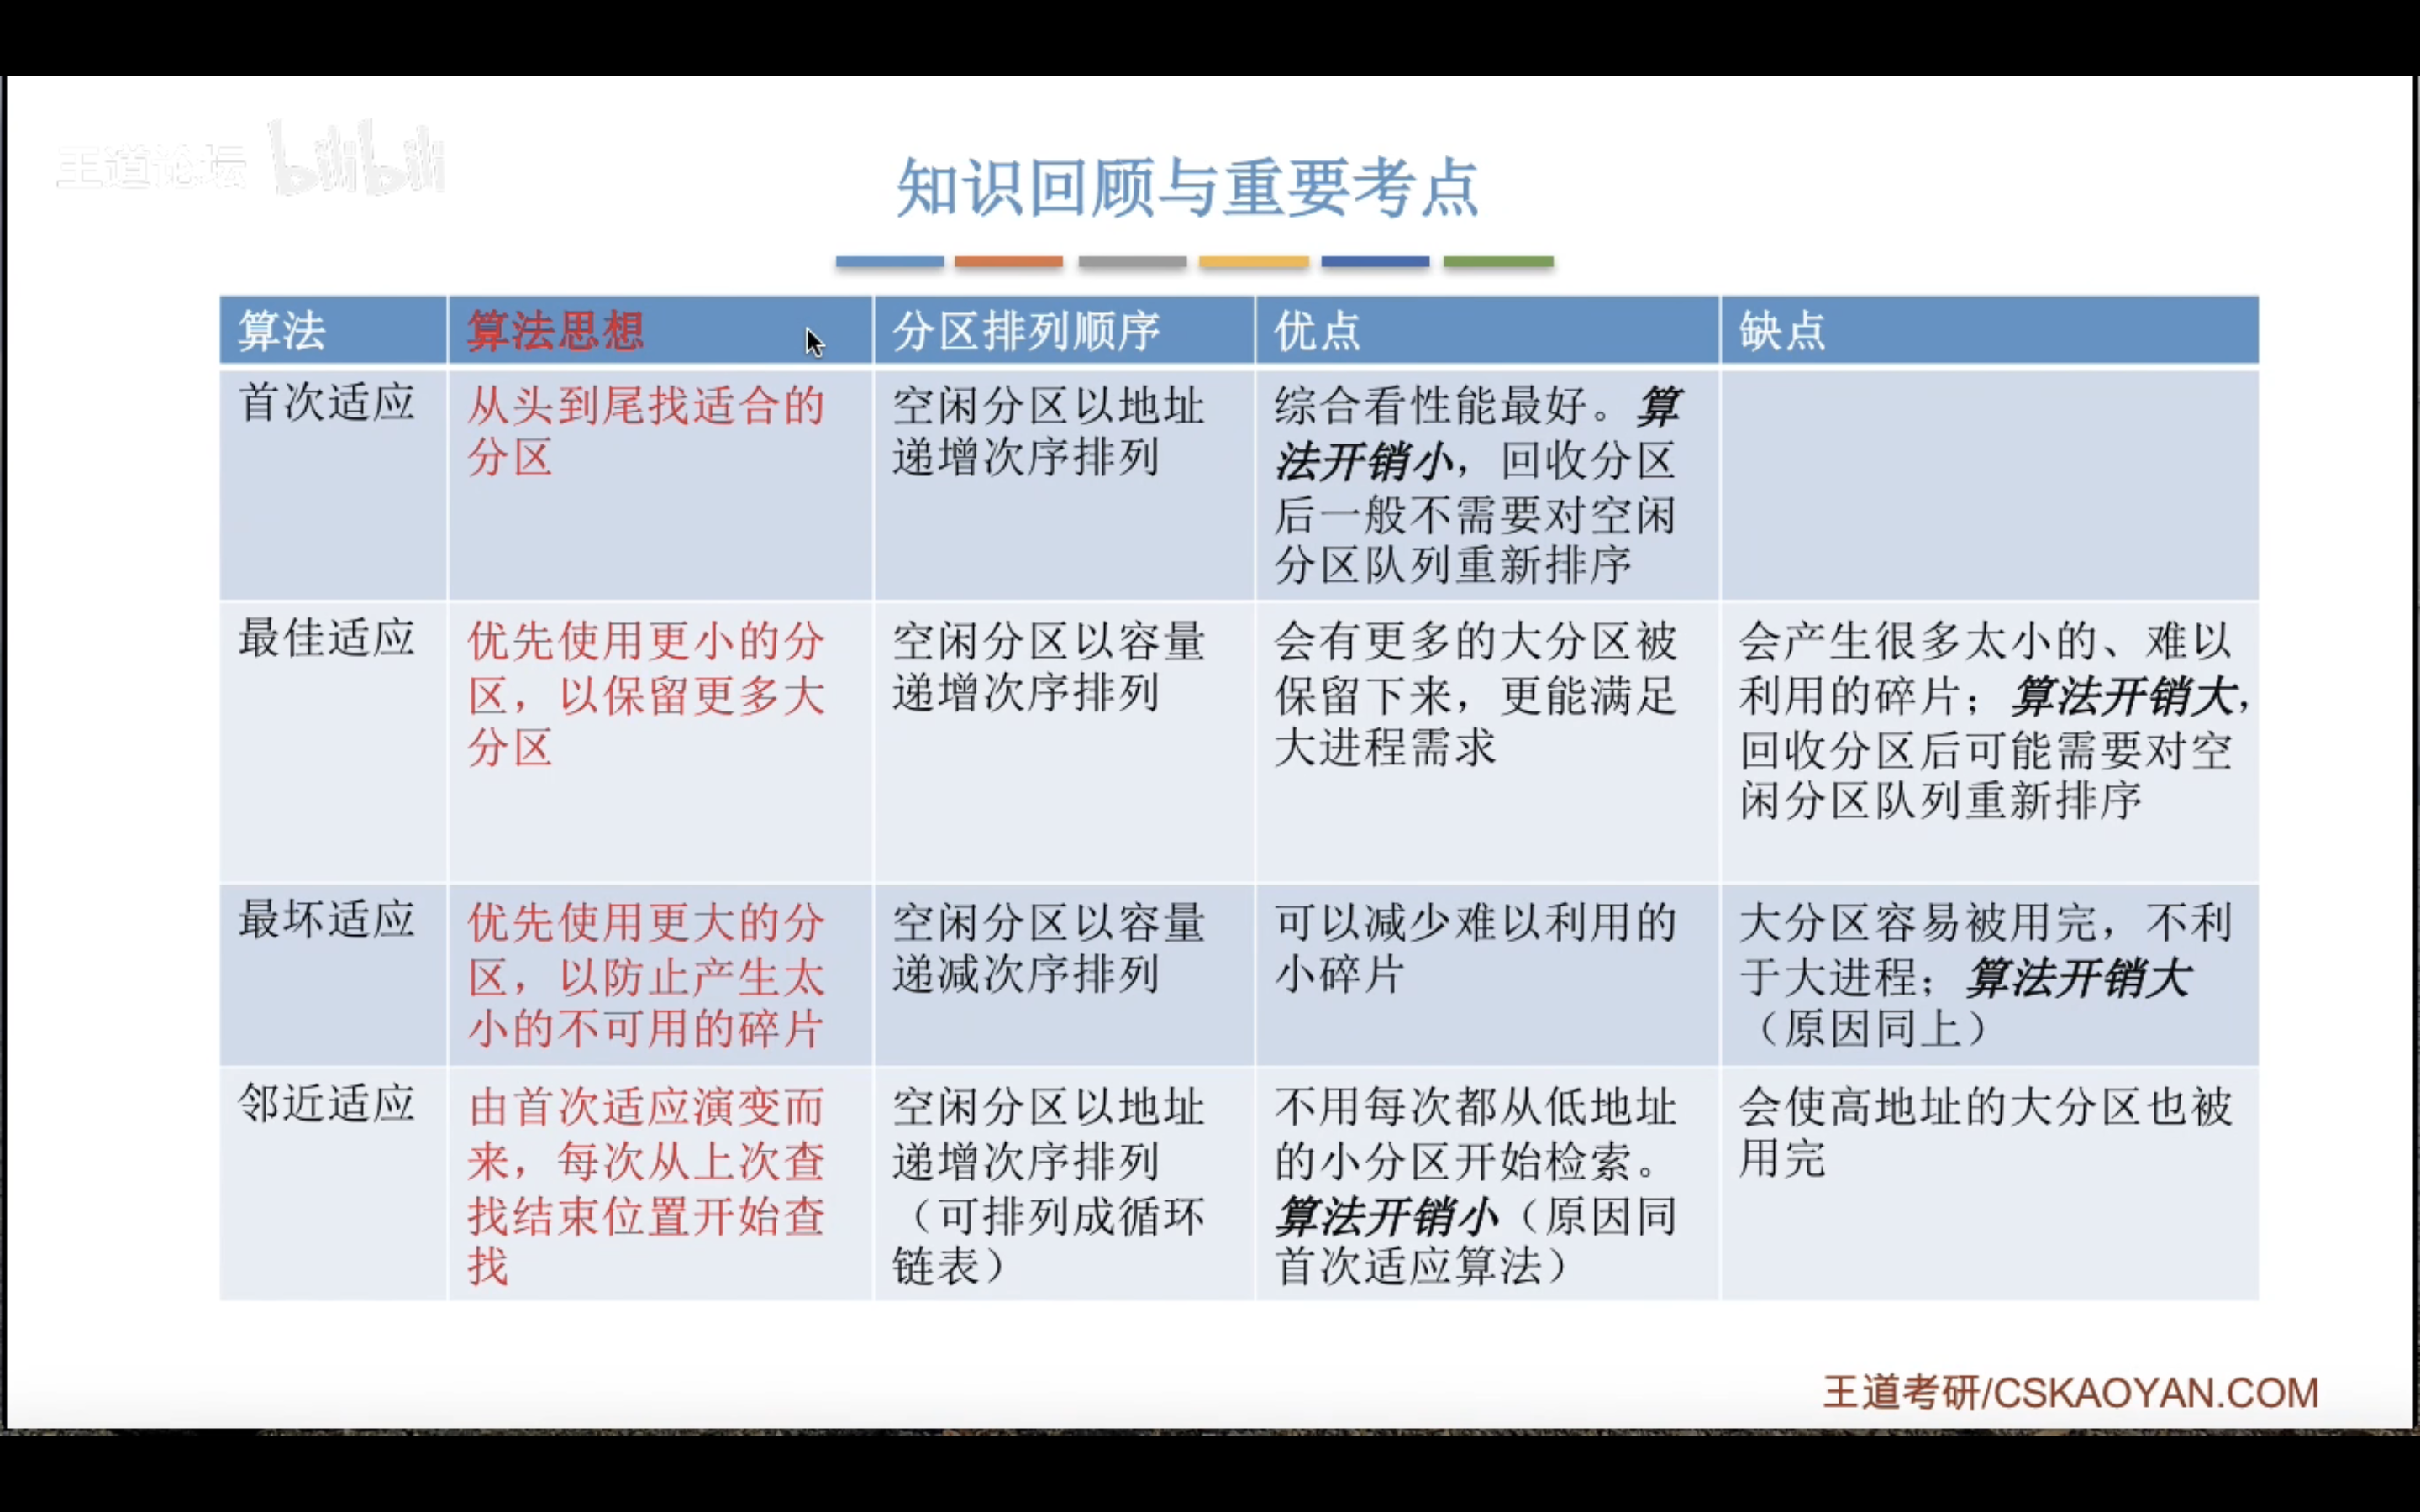 王道论坛 bilibili
知识回顾与重要考点
算法
算法思想
分区排列顺序
优点
缺点
首次适应
从头到尾找适合的
分区
空闲分区以地址
递增次序排列
综合看性能最好。算
法开销小，回收分区
后一般不需要对空闲
分区队列重新排序
最佳适应
优先使用更小的分
区，以保留更多大
分区
空闲分区以容量
递增次序排列
会有更多的大分区被
保留下来，更能满足
大进程需求
会产生很多太小的、难以
利用的碎片；算法开销大，
回收分区后可能需要对空
闲分区队列重新排序
最坏适应
优先使用更大的分
区，以防止产生太
小的不可用的碎片
空闲分区以容量
递减次序排列
可以减少难以利用的
小碎片
大分区容易被用完，不利
于大进程；算法开销大
（原因同上）
邻近适应
由首次适应演变而
来，每次从上次查
找结束位置开始查
找
空闲分区以地址
递增次序排列
（可排列成循环
链表）
不用每次都从低地址
的小分区开始检索。
算法开销小（原因同
首次适应算法）
会使高地址的大分区也被
用完
王道考研/CSKAOYAN.COM